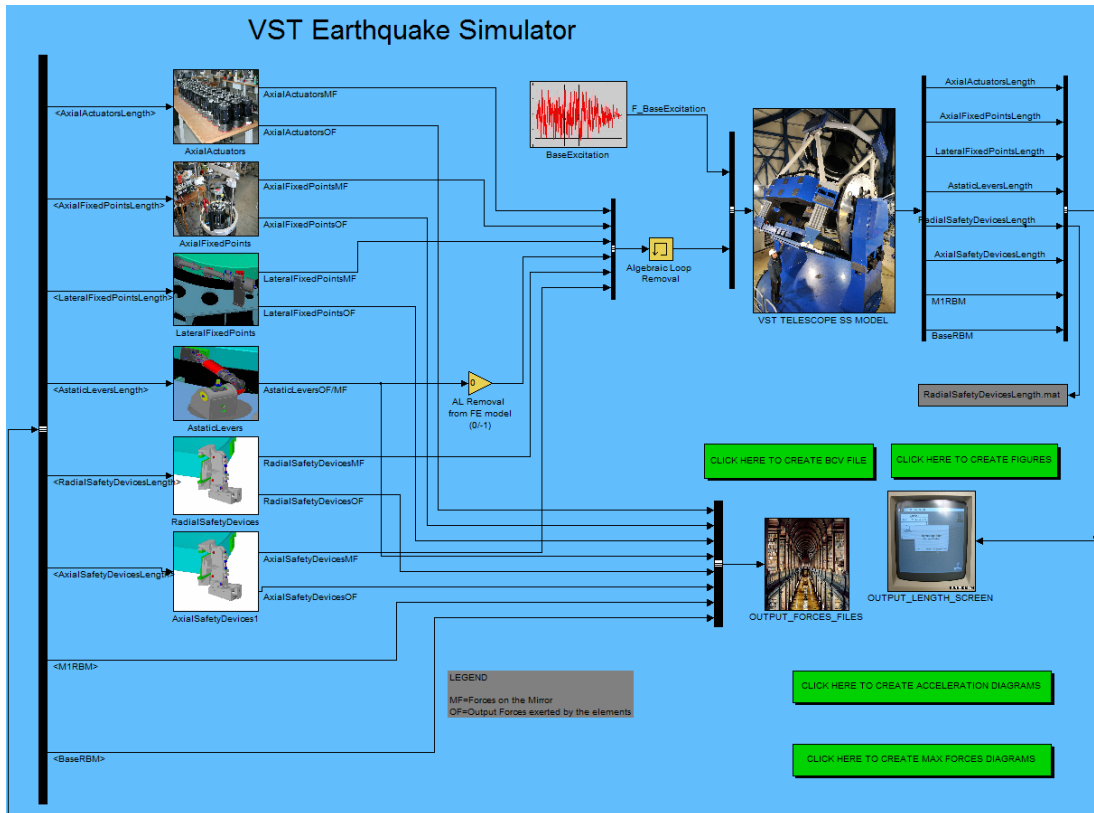 VST Earthquake Simulator
<AxialActuatorsLength>
AxialActuators
AxialActuatorsMF
AxialActuatorsOF
<AxialFixedPointsLength>
AxialFixedPoints
AxialFixedPointsMF
AxialFixedPointsOF
<LateralFixedPointsLength>
LateralFixedPoints
LateralFixedPointsMF
LateralFixedPointsOF
<AstaticLeversLength>
AstaticLevers
AstaticLeversOF/MF
0
AL Removal
from FE model
(0/-1)
<RadialSafetyDevicesLength>
RadialSafetyDevices
RadialSafetyDevicesMF
RadialSafetyDevicesOF
<AxialSafetyDevicesLength>
AxialSafetyDevices1
AxialSafetyDevicesMF
AxialSafetyDevicesOF
<M1RBM>
<BaseRBM>
BaseExcitation
F_BaseExcitation
Algebraic Loop
Removal
VST TELESCOPE SS MODEL
AxialActuatorsLength
AxialFixedPointsLength
LateralFixedPointsLength
AstaticLeversLength
RadialSafetyDevicesLength
AxialSafetyDevicesLength
M1RBM
BaseRBM
RadialSafetyDevicesLength.mat
CLICK HERE TO CREATE BCV FILE
CLICK HERE TO CREATE FIGURES
OUTPUT_FORCES_FILES
OUTPUT_LENGTH_SCREEN
LEGEND
MF=Forces on the Mirror
OF=Output Forces exerted by the elements
CLICK HERE TO CREATE ACCELERATION DIAGRAMS
CLICK HERE TO CREATE MAX FORCES DIAGRAMS